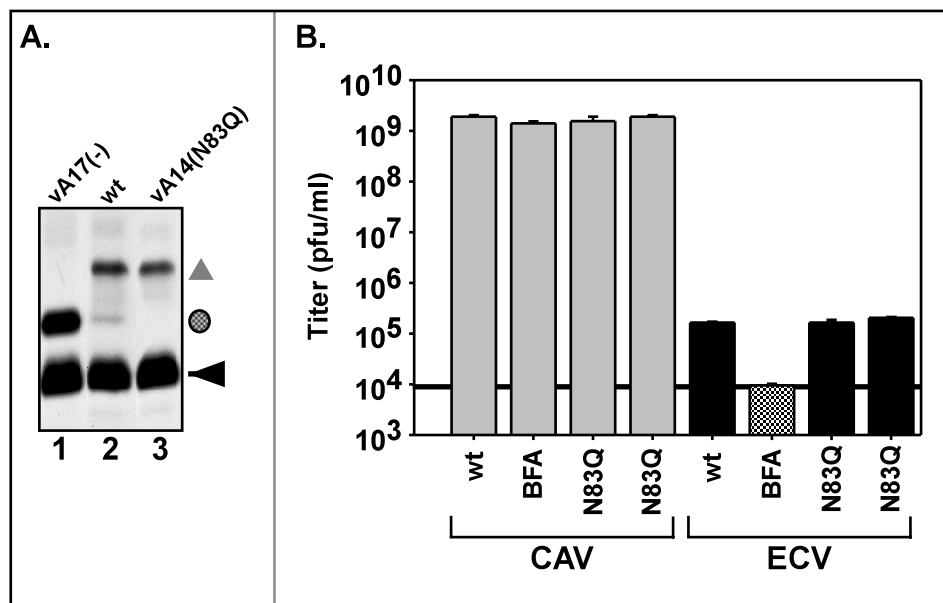 A.
vA17(-) wt vA14(N83Q)
1 2 3
B.
Titer (pfu/ml)
10^10
10^9
10^8
10^7
10^6
10^5
10^4
10^3
wt BFA N83Q N83Q wt BFA N83Q N83Q
CAV ECV